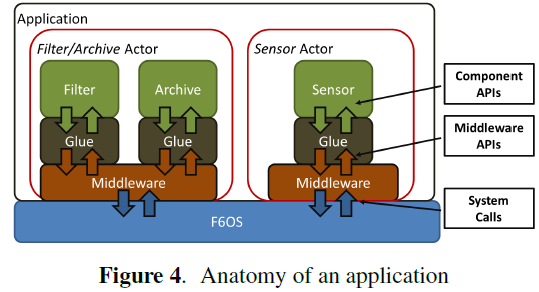 Application
Filter/Archive Actor
Sensor Actor
Filter
Archive
Sensor
Component
APIs
Glue
Glue
Glue
Middleware
APIs
Middleware
Middleware
System
Calls
F6OS
Figure 4. Anatomy of an application